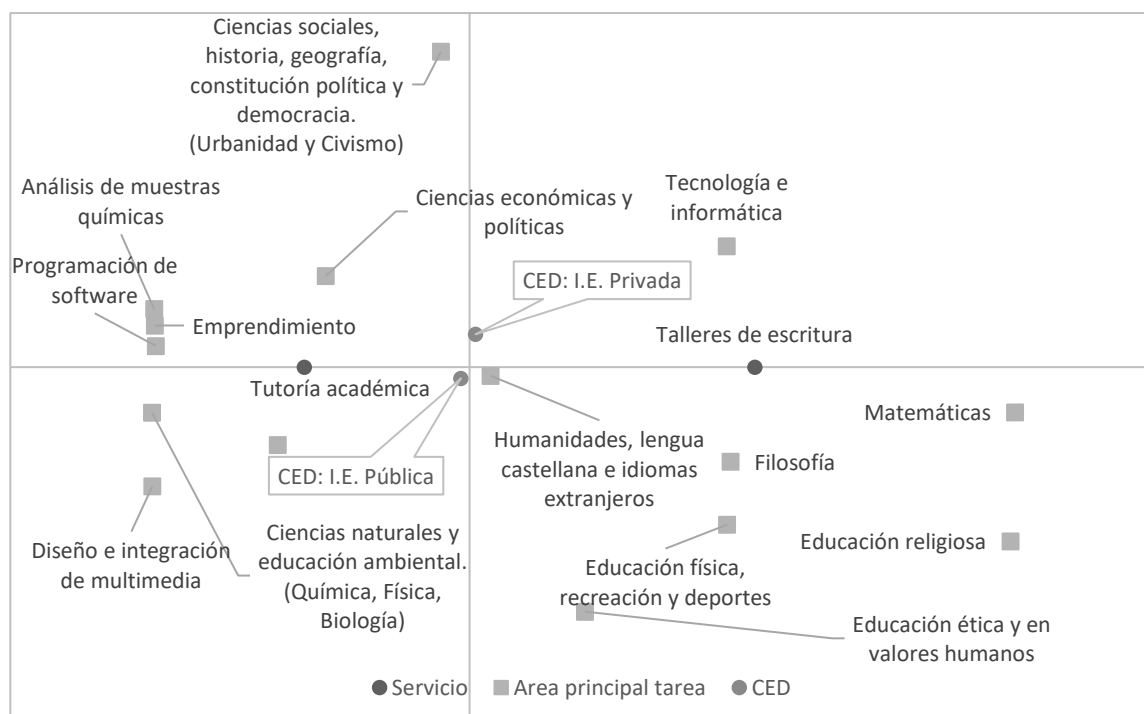 Ciencias sociales,
historia, geografía,
constitución política y
democracia.
(Urbanidad y Civismo)
Análisis de muestras
químicas
Ciencias económicas y
políticas
Tecnología e
informática
Programación de
software
CED: I.E. Privada
Emprendimiento
Talleres de escritura
Tutoría académica
Matemáticas
Humanidades, lengua
castellana e idiomas
extranjeros
Filosofía
CED: I.E. Pública
Diseño e integración
de multimedia
Ciencias naturales y
educación ambiental.
(Química, Física,
Biología)
Educación religiosa
Educación física,
recreación y deportes
Educación ética y en
valores humanos
Servicio
Area principal tarea
CED